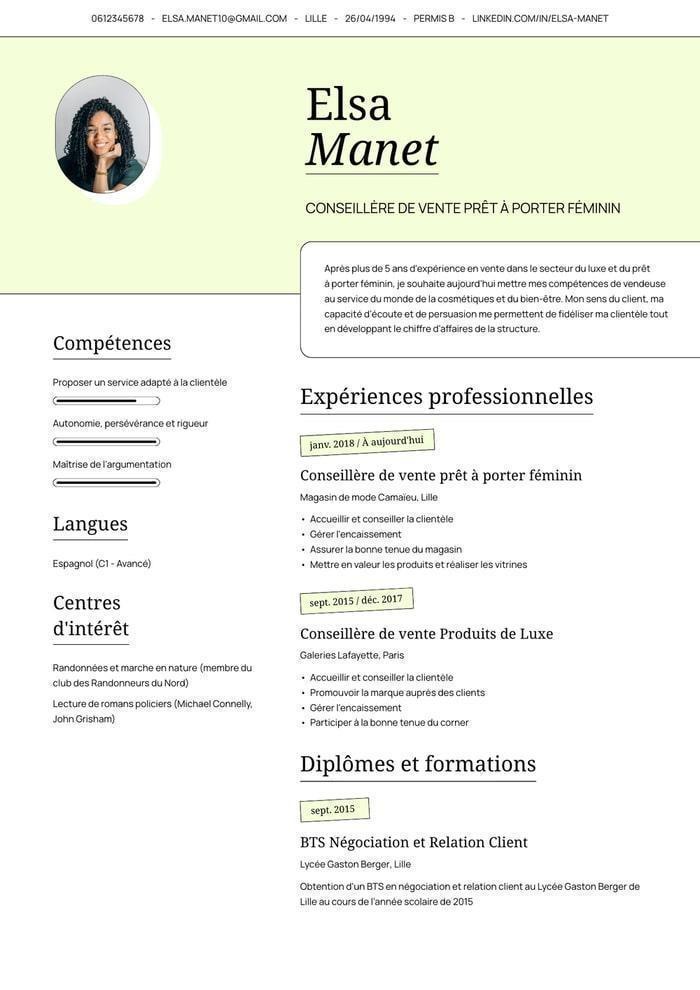 0612345678 - ELSA.MANET10@GMAIL.COM - LILLE - 26/04/1994 - PERMIS B - LINKEDIN.COM/IN/ELSA-MANET
Elsa
Manet
CONSEILLÈRE DE VENTE PRÊT À PORTER FÉMININ
Après plus de 5 ans d'expérience en vente dans le secteur du luxe et du prêt
à porter féminin, je souhaite aujourd'hui mettre mes compétences de vendeuse
au service du monde de la cosmétiques et du bien-être. Mon sens du client, ma
capacité d'écoute et de persuasion me permettent de fidéliser ma clientèle tout
en développant le chiffre d'affaires de la structure.
Compétences
Proposer un service adapté à la clientèle
Autonomie, persévérance et rigueur
Maîtrise de l'argumentation
Langues
Espagnol (C1 - Avancé)
Centres
d'intérêt
Randonnées et marche en nature (membre du
club des Randonneurs du Nord)
Lecture de romans policiers (Michael Connelly,
John Grisham)
Expériences professionnelles
janv. 2018 / À aujourd'hui
Conseillère de vente prêt à porter féminin
Magasin de mode Camaïeu, Lille
• Accueillir et conseiller la clientèle
• Gérer l'encaissement
• Assurer la bonne tenue du magasin
• Mettre en valeur les produits et réaliser les vitrines
sept. 2015 / déc. 2017
Conseillère de vente Produits de Luxe
Galeries Lafayette, Paris
• Accueillir et conseiller la clientèle
• Promouvoir la marque auprès des clients
• Gérer l'encaissement
• Participer à la bonne tenue du corner
Diplômes et formations
sept. 2015
BTS Négociation et Relation Client
Lycée Gaston Berger, Lille
Obtention d'un BTS en négociation et relation client au Lycée Gaston Berger de
Lille au cours de l'année scolaire de 2015